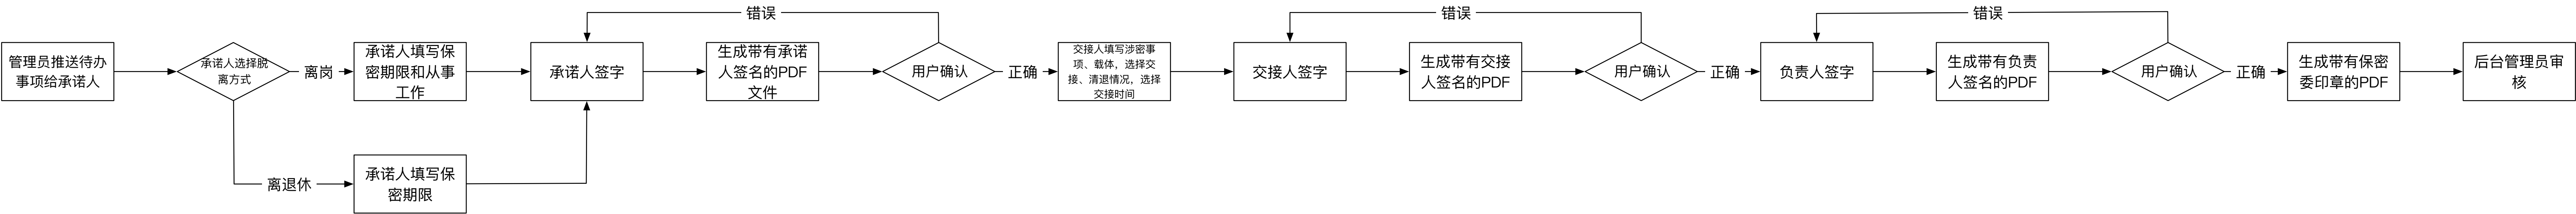 管理员推送待办
事项给承诺人
承诺人选择脱
离方式
离岗
承诺人填写保
密期限和从事
工作
离退休
承诺人填写保
密期限
承诺人签字
错误
生成带有承诺
人签名的PDF
文件
用户确认
正确
交接人填写涉密事
项、载体，选择交
接、清退情况，选择
交接时间
交接人签字
错误
生成带有交接
人签名的PDF
用户确认
正确
负责人签字
错误
生成带有负责
人签名的PDF
用户确认
正确
生成带有保密
委印章的PDF
后台管理员审
核